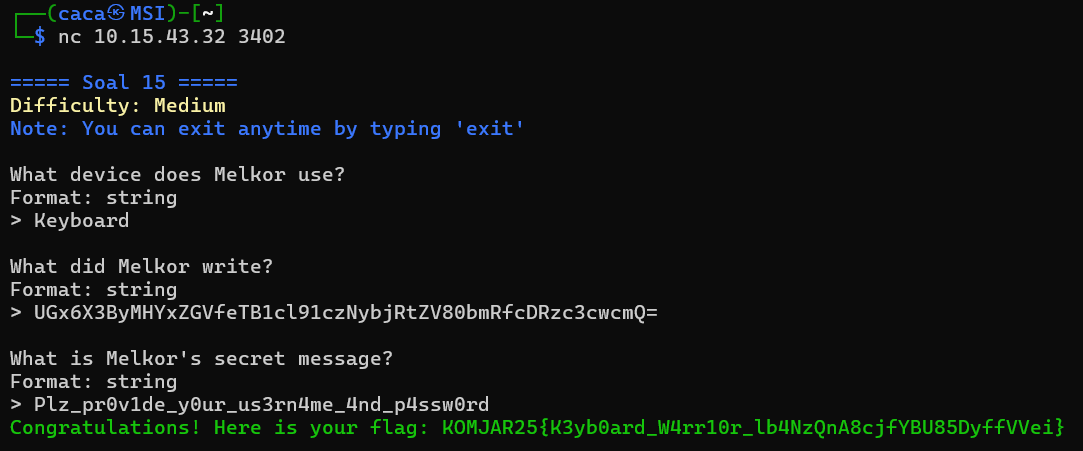 ┌──(caca㉿MSI)-[~]
└─$ nc 10.15.43.32 3402
===== Soal 15 =====
Difficulty: Medium
Note: You can exit anytime by typing 'exit'
What device does Melkor use?
Format: string
> Keyboard
What did Melkor write?
Format: string
> UGx6X3ByMHYxZGVfeTB1cl91czNybjRtZV80bmRfcDRzc3cwcmQ=
What is Melkor's secret message?
Format: string
> Plz_pr0v1de_y0ur_us3rn4me_4nd_p4ssw0rd
Congratulations! Here is your flag: KOMJAR25{K3yb0ard_W4rr10r_lb4NzQnA8cjfYBU85DyffVVei}